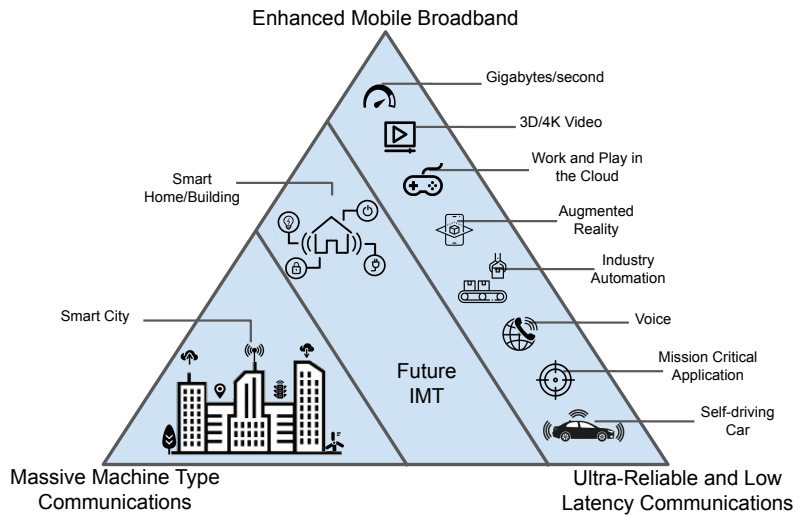 Enhanced Mobile Broadband
Gigabytes/second
3D/4K Video
Work and Play in
the Cloud
Smart
Home/Building
Augmented
Reality
Industry
Automation
Smart City
Voice
Mission Critical
Application
Future
IMT
Self-driving
Car
Massive Machine Type
Communications
Ultra-Reliable and Low
Latency Communications